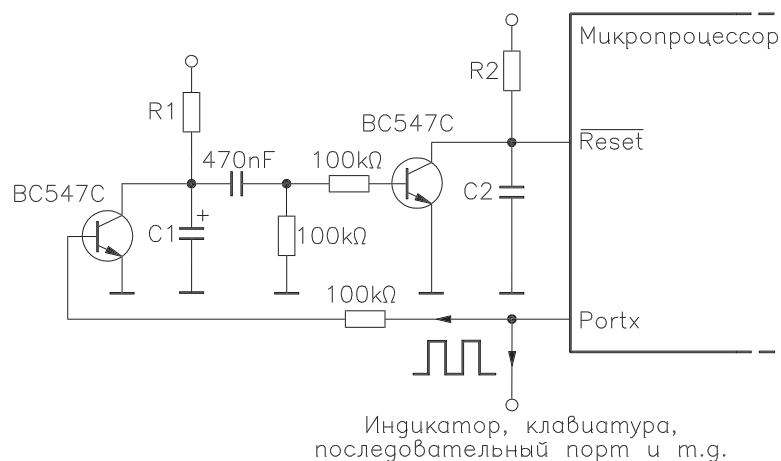 Микропроцессор
R2
R1
BC547C
Reset
470nF
100kΩ
BC547C
C2
C1
+
100kΩ
100kΩ
Portx
Индикатор, клавиатура,
последовательный порт и т.д.